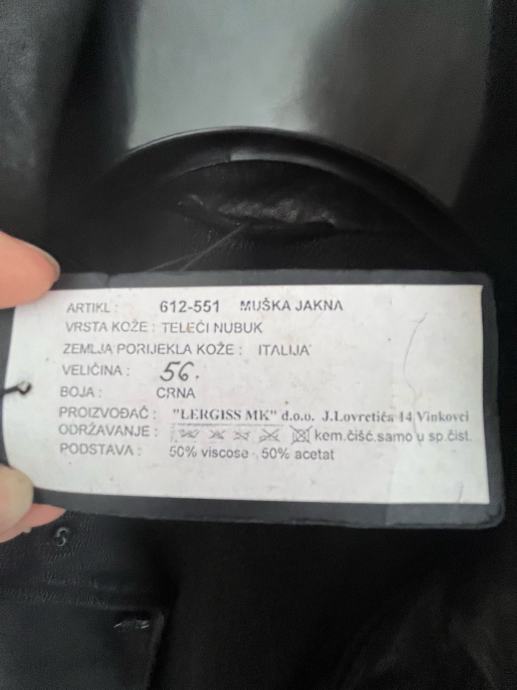 ARTIKL : 612-551 MUŠKA JAKNA
VRSTA KOŽE : TELEĆI NUBUK
ZEMLJA PORIJEKLA KOŽE : ITALIJA
VELIČINA : 56.
BOJA : CRNA
PROIZVOĐAČ : "LERGISS MK" d.o.o. J.Lovretića 14 Vinkovci
ODRŽAVANJE : kem.čišć.samo u sp.čist.
PODSTAVA : 50% viscose 50% acetat